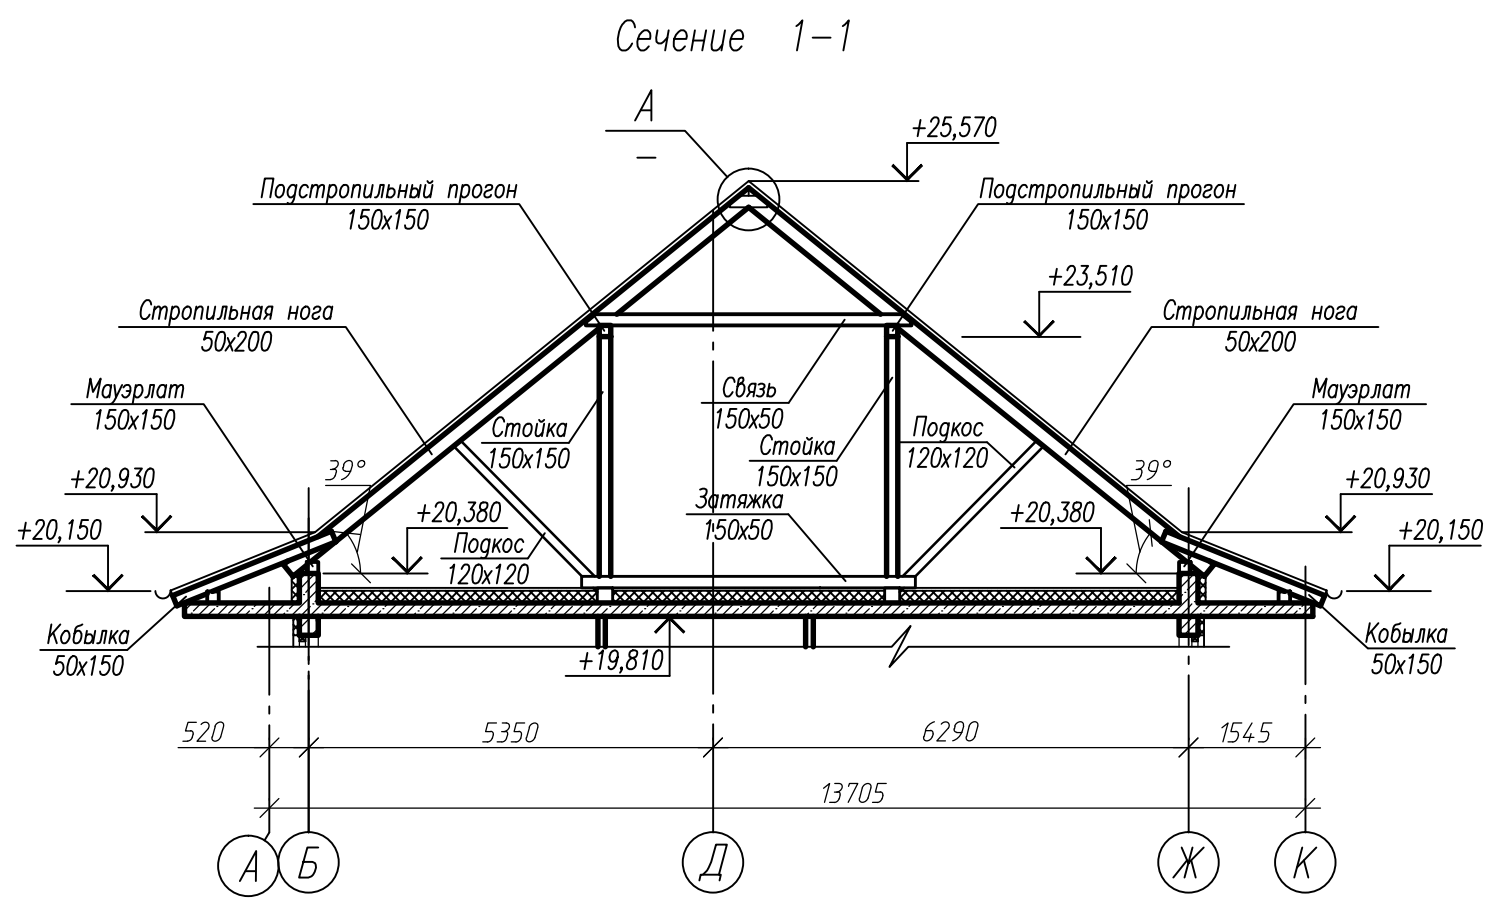 Сечение 1-1
А
–
+25,570
Подстропильный прогон
150х150
Подстропильный прогон
150х150
+23,510
Стропильная нога
50х200
Стропильная нога
50х200
Мауэрлат
150х150
Связь
150х50
Мауэрлат
150х150
Стойка
150х150
Стойка
150х150
Подкос
120х120
39°
39°
+20,930
+20,930
Затяжка
150х50
+20,380
+20,380
+20,150
+20,150
Подкос
120х120
Кобылка
50х150
+19,810
Кобылка
50х150
520
5350
6290
1545
13705
А
Б
Д
Ж
К